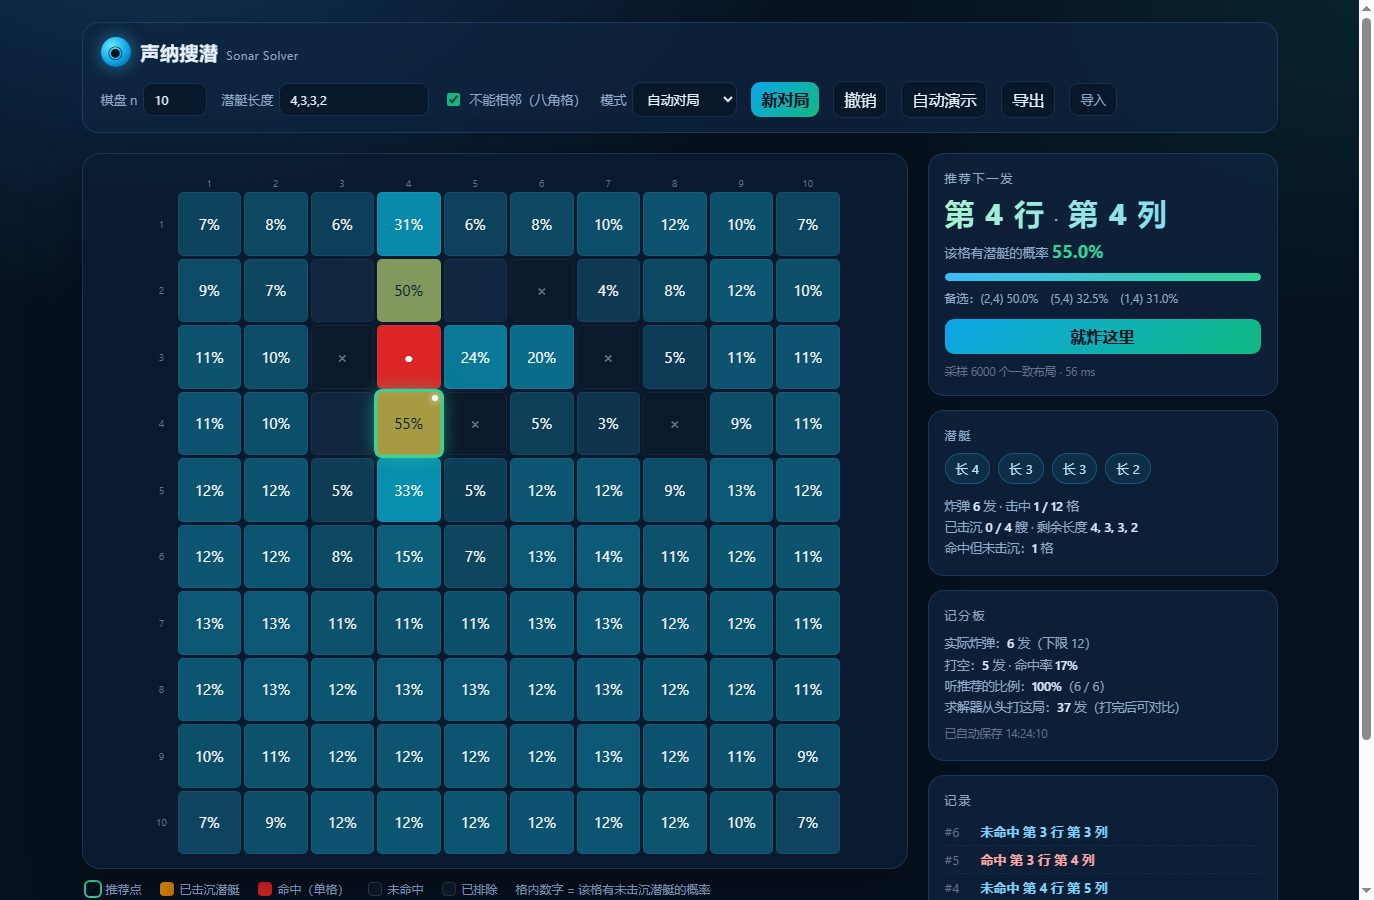 声纳搜潜 Sonar Solver
棋盘 n 10 潜艇长度 4,3,3,2 不能相邻（八角格） 模式 自动对局 新对局 撤销 自动演示 导出 导入
1 2 3 4 5 6 7 8 9 10
1 7% 8% 6% 31% 6% 8% 10% 12% 10% 7%
2 9% 7% 50% × 4% 8% 12% 10%
3 11% 10% × ● 24% 20% × 5% 11% 11%
4 11% 10% 55% × 5% 3% × 9% 11%
5 12% 12% 5% 33% 5% 12% 12% 9% 13% 12%
6 12% 12% 8% 15% 7% 13% 14% 11% 12% 11%
7 13% 13% 11% 11% 11% 13% 13% 12% 12% 11%
8 12% 13% 12% 13% 13% 12% 13% 12% 12% 11%
9 10% 11% 12% 12% 12% 12% 13% 12% 11% 9%
10 7% 9% 12% 12% 12% 12% 12% 12% 10% 7%
推荐点 已击沉潜艇 命中（单格） 未命中 已排除 格内数字 = 该格有未击沉潜艇的概率
推荐下一发
第 4 行 · 第 4 列
该格有潜艇的概率 55.0%
备选：(2,4) 50.0% (5,4) 32.5% (1,4) 31.0%
就炸这里
采样 6000 个一致布局 · 56 ms
潜艇
长 4 长 3 长 3 长 2
炸弹 6 发 · 击中 1 / 12 格
已击沉 0 / 4 艘 · 剩余长度 4, 3, 3, 2
命中但未击沉：1 格
记分板
实际炸弹：6 发（下限 12）
打空：5 发 · 命中率 17%
听推荐的比例：100%（6 / 6）
求解器从头打这局：37 发（打完后可对比）
已自动保存 14:24:10
记录
#6 未命中 第 3 行 第 3 列
#5 命中 第 3 行 第 4 列
#4 未命中 第 4 行 第 5 列